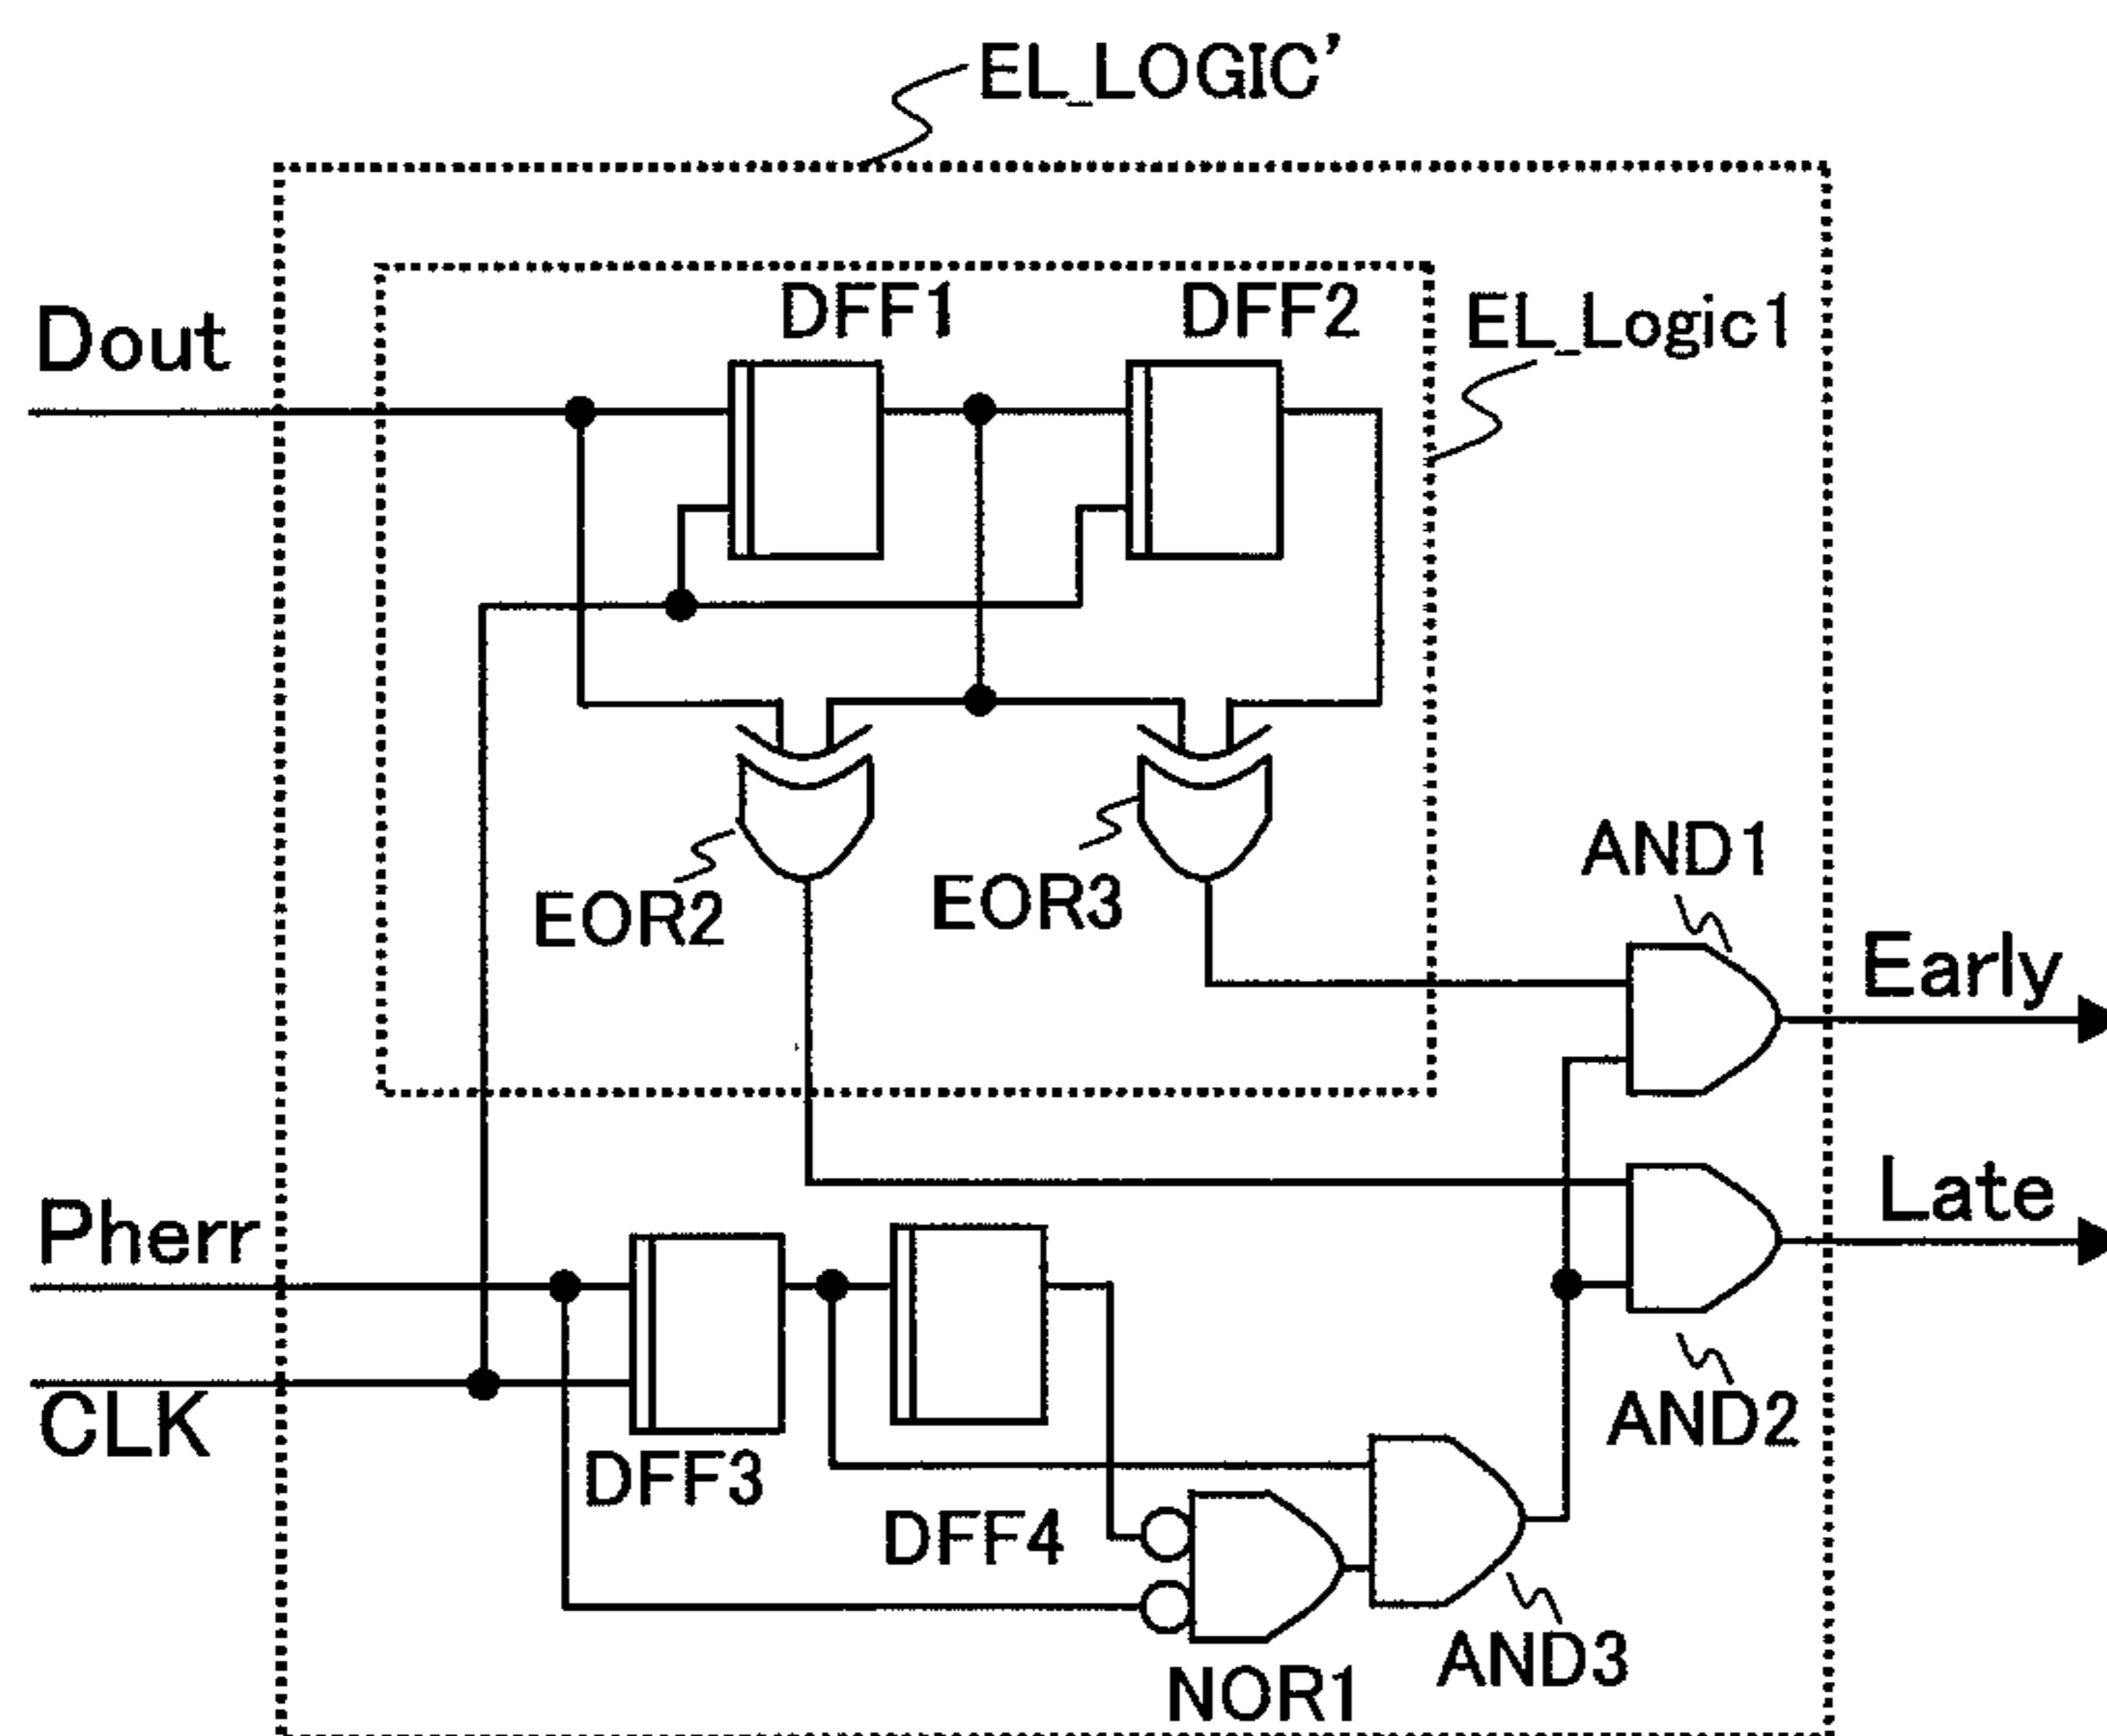 EL_LOGIC'
DFF1
DFF2
EL_Logic1
Dout
EOR2
EOR3
AND1
Early
Late
Pherr
CLK
DFF3
DFF4
AND2
NOR1
AND3